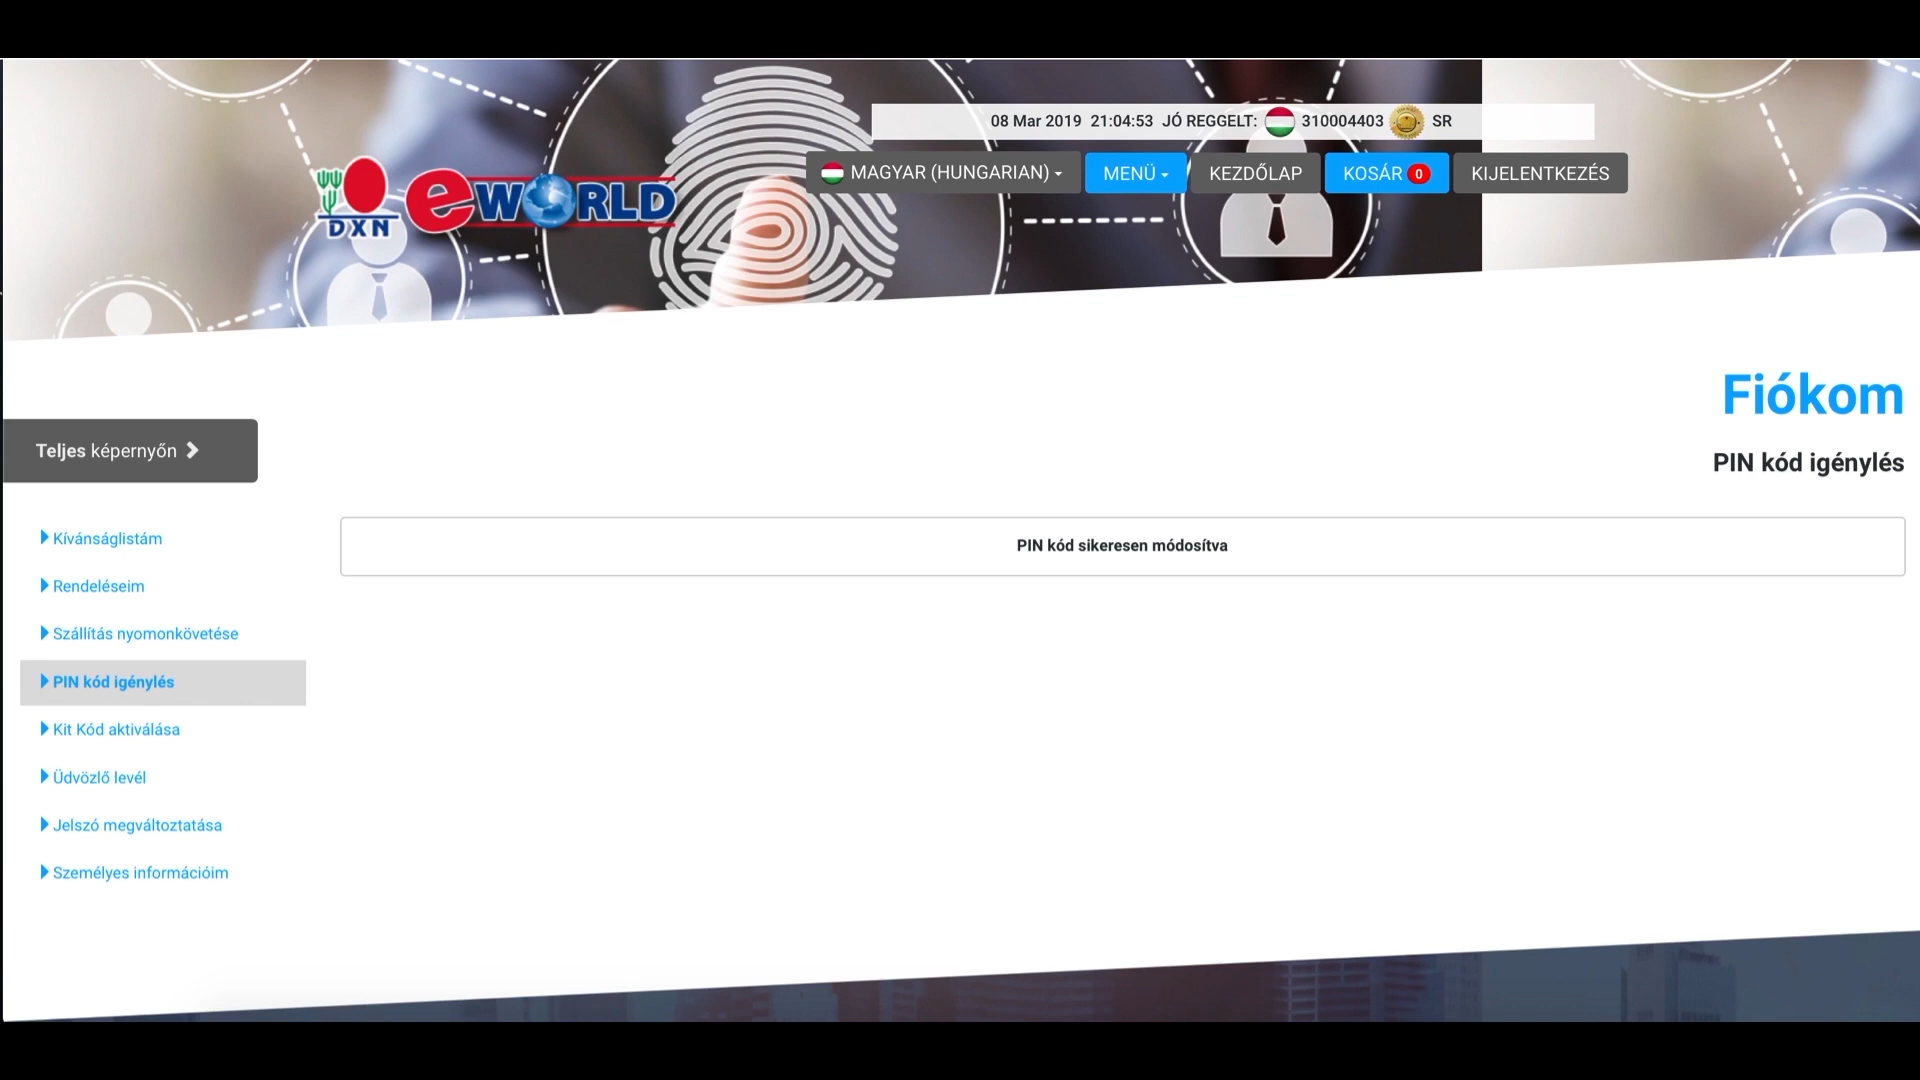 08 Mar 2019 21:04:53 JÓ REGGELT: 310004403 SR
DXN eWORLD
MAGYAR (HUNGARIAN) MENÜ KEZDŐLAP KOSÁR 0 KIJELENTKEZÉS
Fiókom
PIN kód igénylés
Teljes képernyőn
PIN kód sikeresen módosítva
Kívánságlistám
Rendeléseim
Szállítás nyomonkövetése
PIN kód igénylés
Kit Kód aktiválása
Üdvözlő levél
Jelszó megváltoztatása
Személyes információim